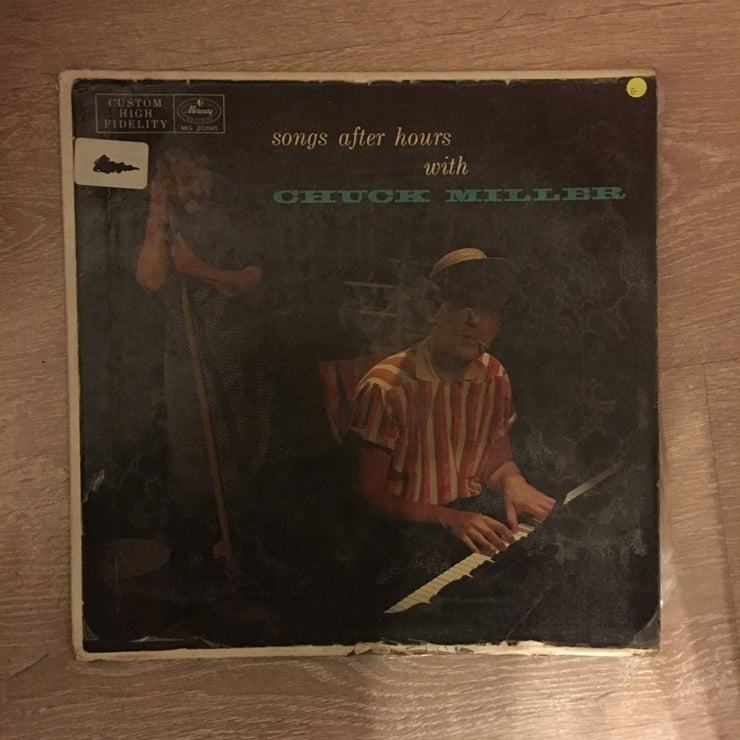 CUSTOM
HIGH
FIDELITY
Mercury
MG 20195
G
songs after hours
with
CHUCK MILLER